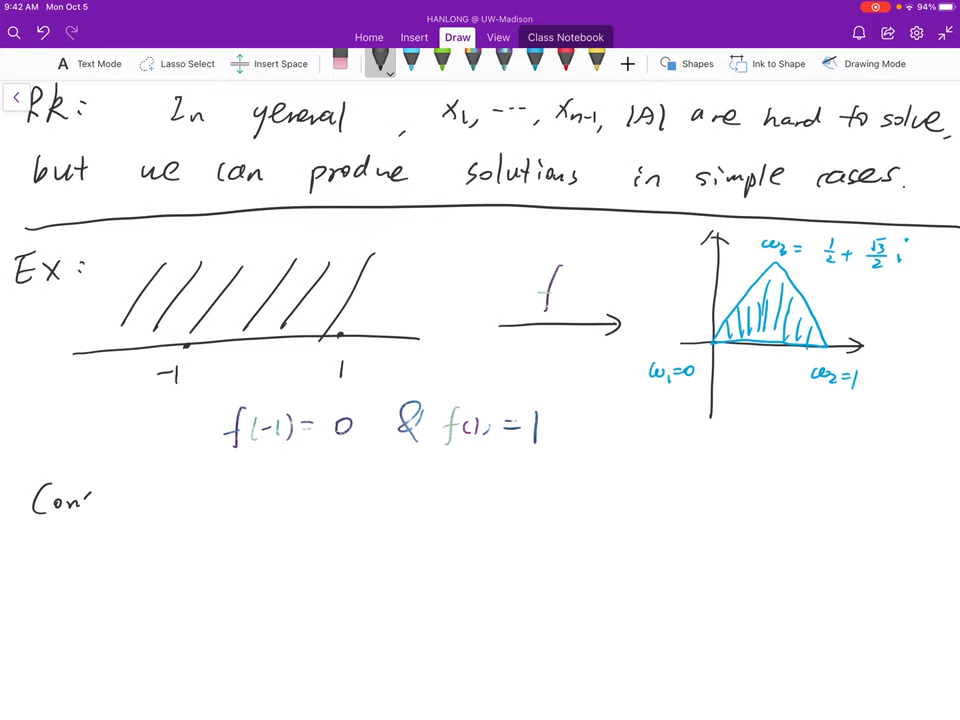 9:42 AM Mon Oct 5
94%
HANLONG @ UW-Madison
Home Insert Draw View Class Notebook
Text Mode Lasso Select Insert Space Shapes Ink to Shape Drawing Mode
Rk: In general, x₁, ..., xₙ₋₁, |A| are hard to solve,
but we can produce solutions in simple cases.
Ex:
f
ω₃ = 1/2 + √3/2 i
-1 1
ω₁=0 ω₂=1
f(-1) = 0 & f(1) = 1
Con